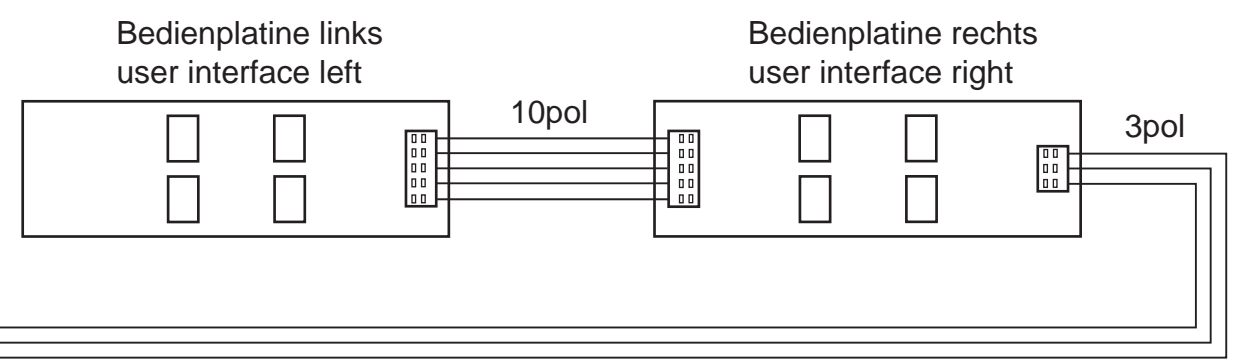 Bedienplatine links
user interface left
Bedienplatine rechts
user interface right
10pol
3pol